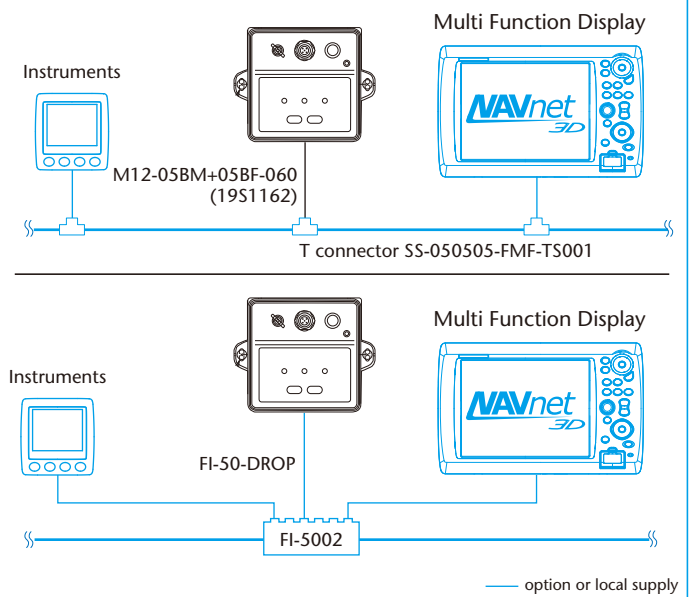 Multi Function Display
Instruments
NAVnet
3D
M12-05BM+05BF-060
(19S1162)
T connector SS-050505-FMF-TS001
Multi Function Display
Instruments
NAVnet
3D
FI-50-DROP
FI-5002
option or local supply